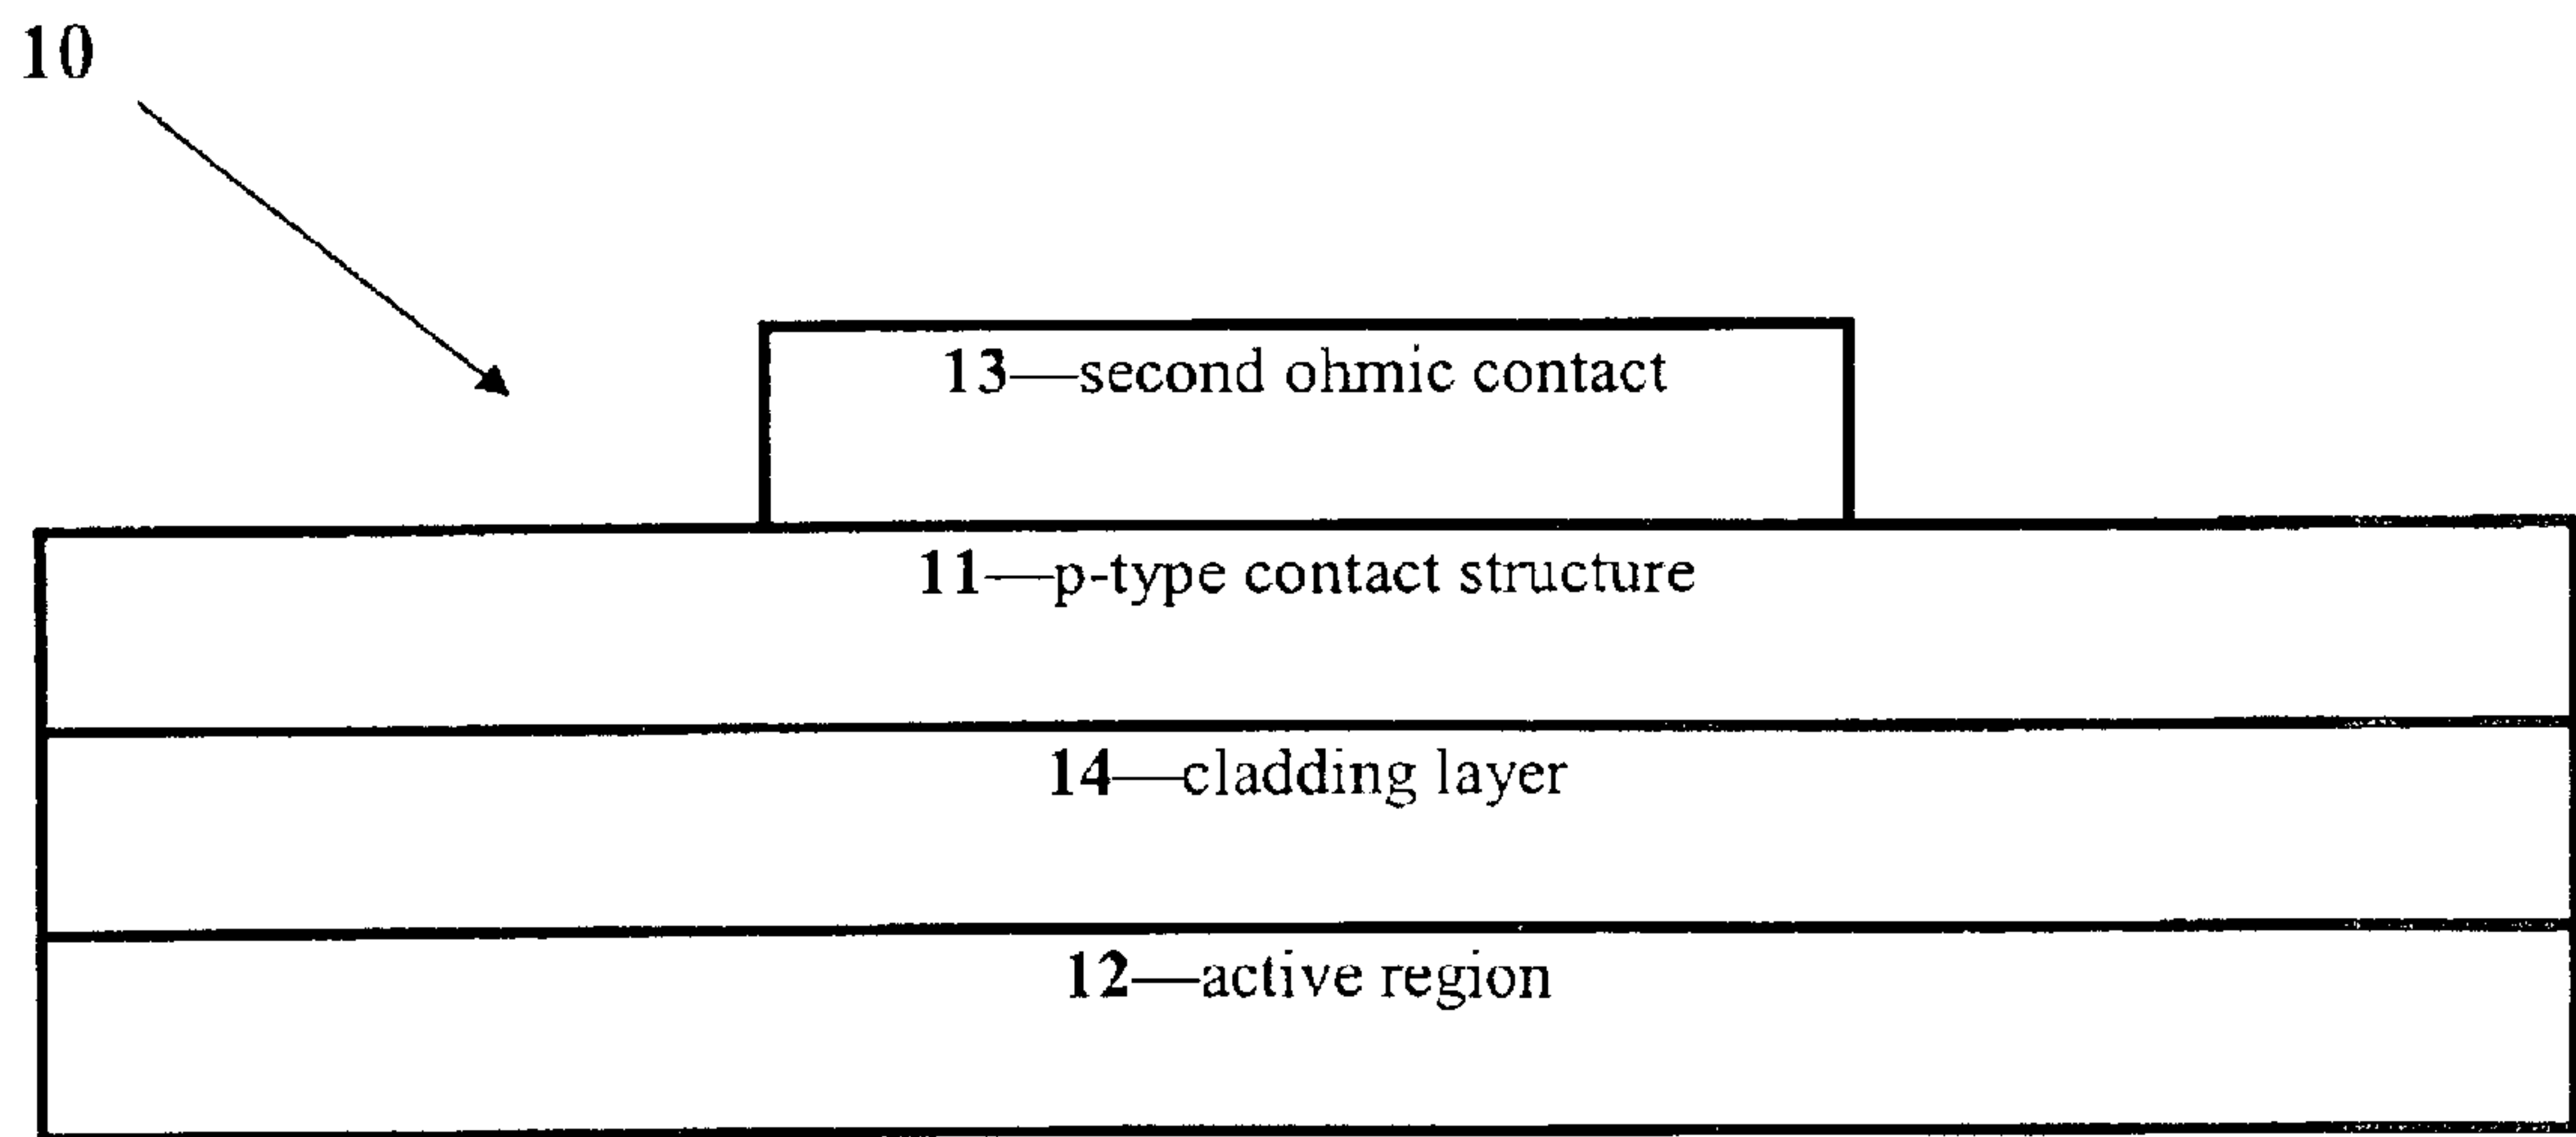 10
13—second ohmic contact
11—p-type contact structure
14—cladding layer
12—active region